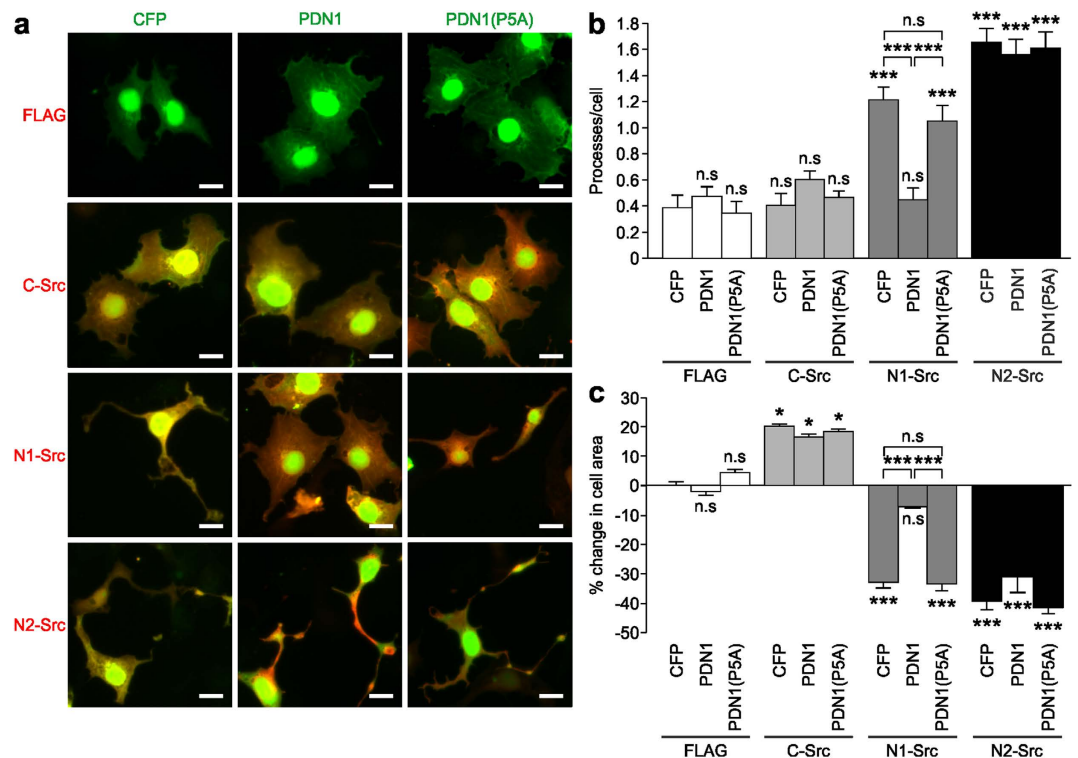 a
CFP PDN1 PDN1(P5A)
FLAG
C-Src
N1-Src
N2-Src
b
Processes/cell
1.8
1.6
1.4
1.2
1.0
0.8
0.6
0.4
0.2
0
n.s
*** ***
n.s n.s n.s n.s n.s n.s *** n.s *** *** *** ***
CFP PDN1 PDN1(P5A) CFP PDN1 PDN1(P5A) CFP PDN1 PDN1(P5A) CFP PDN1 PDN1(P5A)
FLAG C-Src N1-Src N2-Src
c
% change in cell area
30
20
10
0
-10
-20
-30
-40
-50
n.s
*** ***
n.s n.s * * * *** n.s *** *** *** ***
CFP PDN1 PDN1(P5A) CFP PDN1 PDN1(P5A) CFP PDN1 PDN1(P5A) CFP PDN1 PDN1(P5A)
FLAG C-Src N1-Src N2-Src